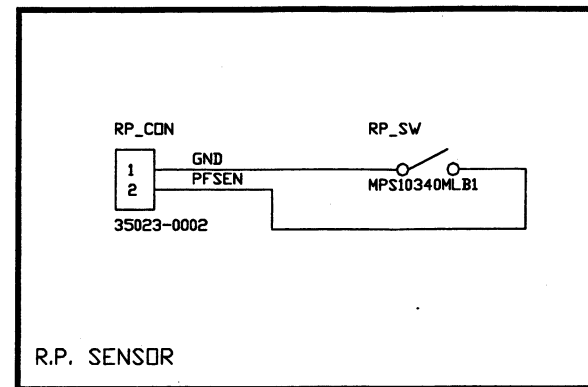 RP_CON
RP_SW
1
GND
2
PFSEN
MPS10340MLB1
35023-0002
R.P. SENSOR